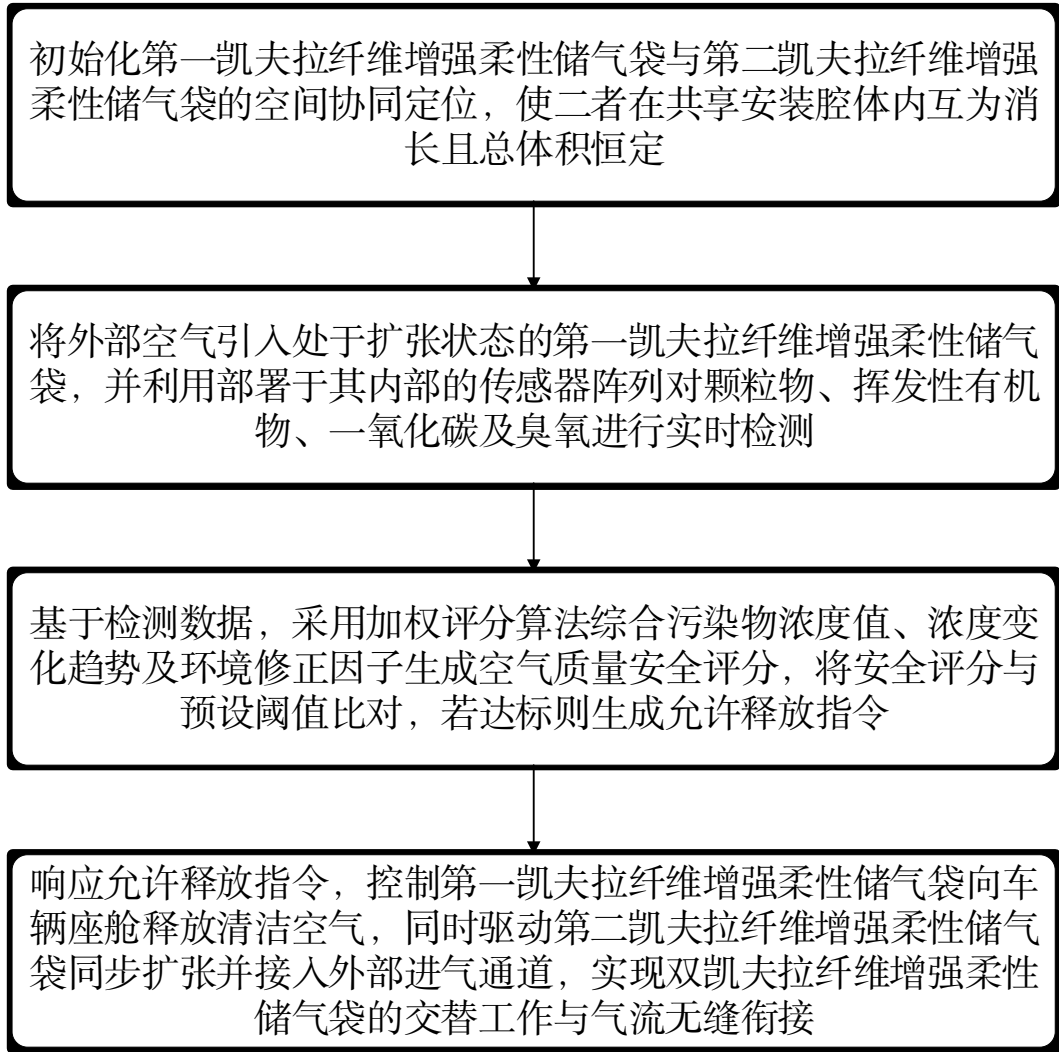 初始化第一凯夫拉纤维增强柔性储气袋与第二凯夫拉纤维增强
柔性储气袋的空间协同定位，使二者在共享安装腔体内互为消
长且总体积恒定
将外部空气引入处于扩张状态的第一凯夫拉纤维增强柔性储气
袋，并利用部署于其内部的传感器阵列对颗粒物、挥发性有机
物、一氧化碳及臭氧进行实时检测
基于检测数据，采用加权评分算法综合污染物浓度值、浓度变
化趋势及环境修正因子生成空气质量安全评分，将安全评分与
预设阈值比对，若达标则生成允许释放指令
响应允许释放指令，控制第一凯夫拉纤维增强柔性储气袋向车
辆座舱释放清洁空气，同时驱动第二凯夫拉纤维增强柔性储气
袋同步扩张并接入外部进气通道，实现双凯夫拉纤维增强柔性
储气袋的交替工作与气流无缝衔接